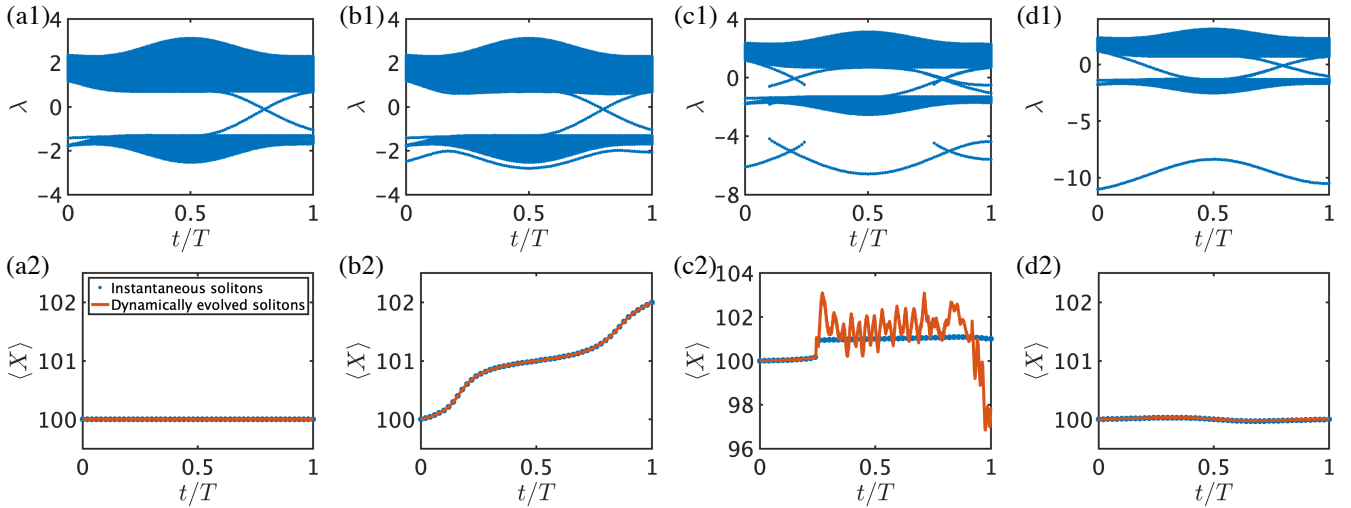 (a1)
4
2
0
−2
−4
λ
0
0.5
1
t/T
(b1)
4
2
0
−2
−4
λ
0
0.5
1
t/T
(c1)
4
0
−4
−8
λ
0
0.5
1
t/T
(d1)
0
−5
−10
λ
0
0.5
1
t/T
(a2)
102
101
100
⟨X⟩
Instantaneous solitons
Dynamically evolved solitons
0
0.5
1
t/T
(b2)
102
101
100
⟨X⟩
0
0.5
1
t/T
(c2)
104
102
100
98
96
⟨X⟩
0
0.5
1
t/T
(d2)
102
101
100
⟨X⟩
0
0.5
1
t/T